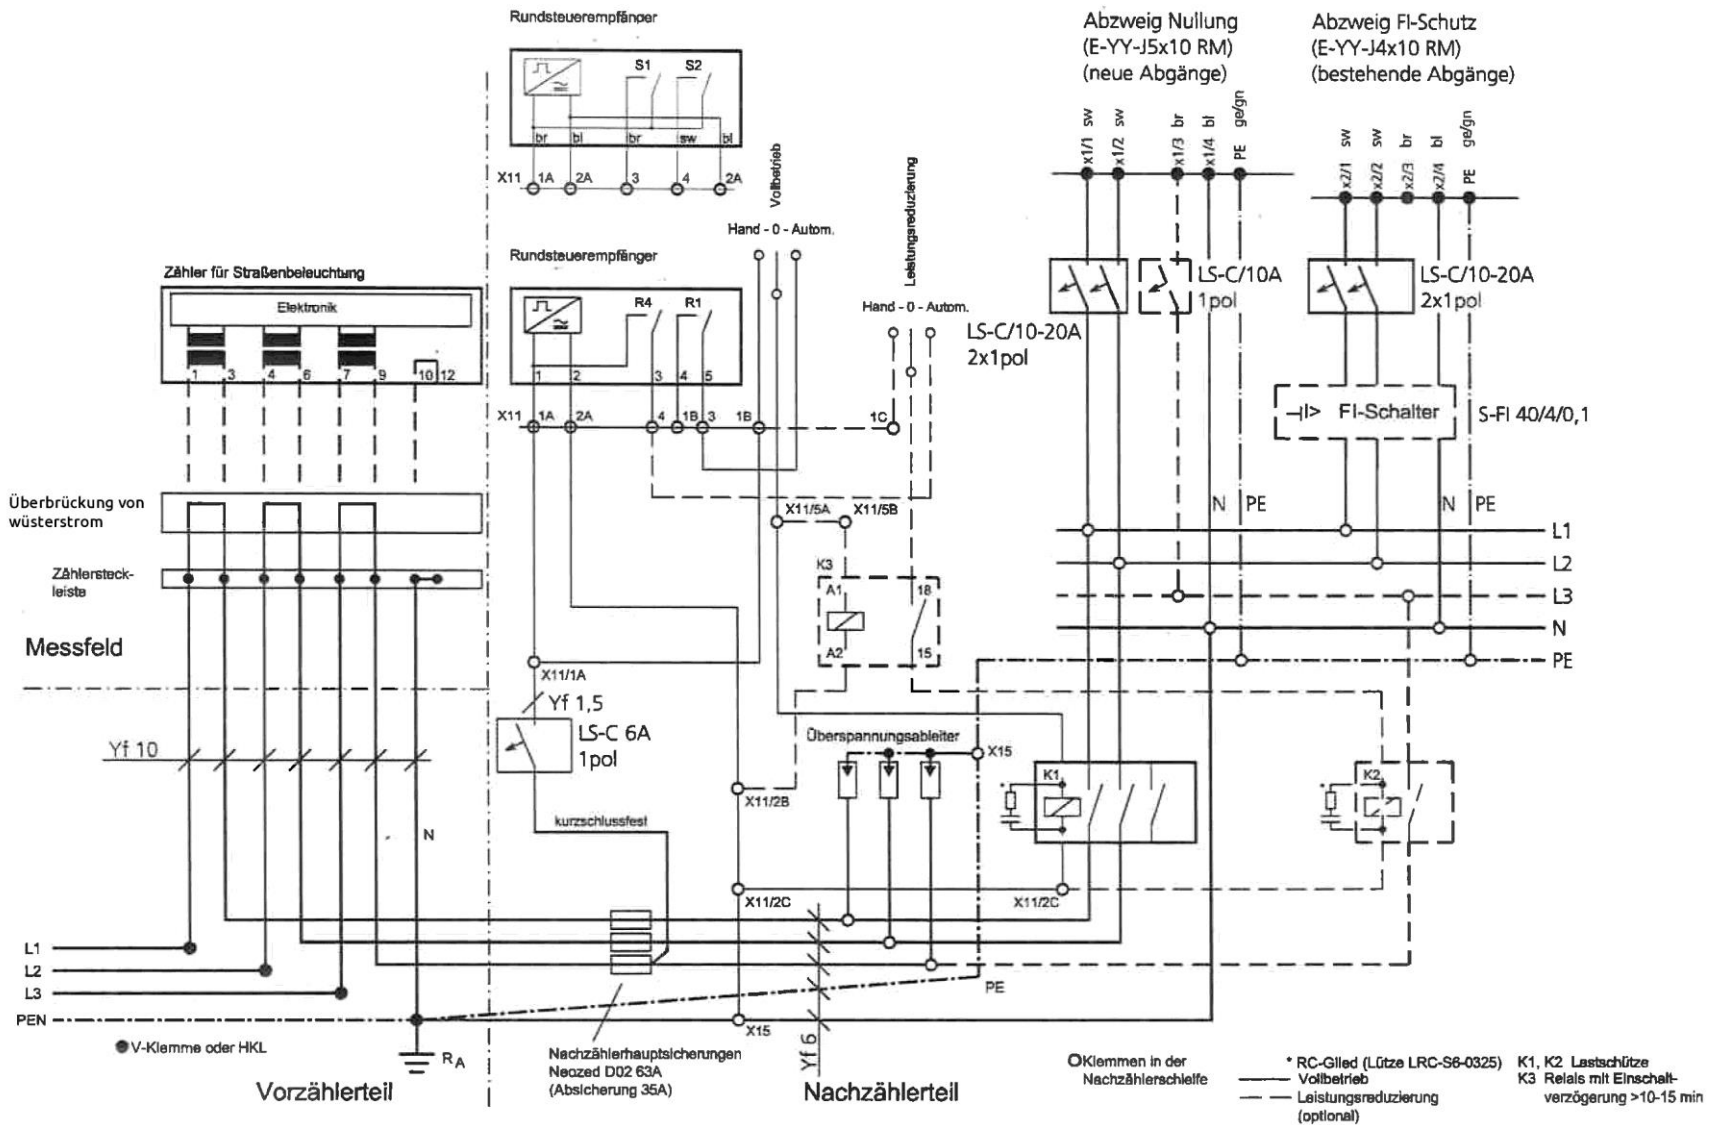 Rundsteuerempfänger
S1 S2
br bl br sw bl
X11 1A 2A 3 4 2A
Vollbetrieb
Hand - 0 - Autom.
Leistungsreduzierung
Hand - 0 - Autom.
Abzweig Nullung
(E-YY-J5x10 RM)
(neue Abgänge)
Abzweig FI-Schutz
(E-YY-J4x10 RM)
(bestehende Abgänge)
x1/1 sw
x1/2 sw
x1/3 br
x1/4 bl
PE ge/gn
x2/1 sw
x2/2 sw
x2/3 br
x2/4 bl
PE ge/gn
LS-C/10-20A
2x1pol
LS-C/10A
1pol
LS-C/10-20A
2x1pol
FI-Schalter
S-FI 40/4/0,1
N PE
N PE
L1
L2
L3
N
PE
Zähler für Straßenbeleuchtung
Elektronik
1 3 4 6 7 9 10 12
Rundsteuerempfänger
R4 R1
1 2 3 4 5
X11 1A 2A 4 1B 3 1B 1C
Überbrückung von
wüsterstrom
Zählersteck-
leiste
Messfeld
X11/5A X11/5B
K3
A1 18
A2 15
X11/1A
Yf 1,5
LS-C 6A
1pol
Yf 10
N
kurzschlussfest
Überspannungsableiter
X15
X11/2B
X11/2C
X11/2C
* K1
* K2
L1
L2
L3
PEN
PE
X15
Yf 6
RA
V-Klemme oder HKL
Vorzählerteil
Nachzählerhauptsicherungen
Neozed D02 63A
(Absicherung 35A)
Nachzählerteil
Klemmen in der
Nachzählerschleife
* RC-Glied (Lütze LRC-S6-0325)
Vollbetrieb
Leistungsreduzierung
(optional)
K1, K2 Lastschütze
K3 Relais mit Einschalt-
verzögerung >10-15 min